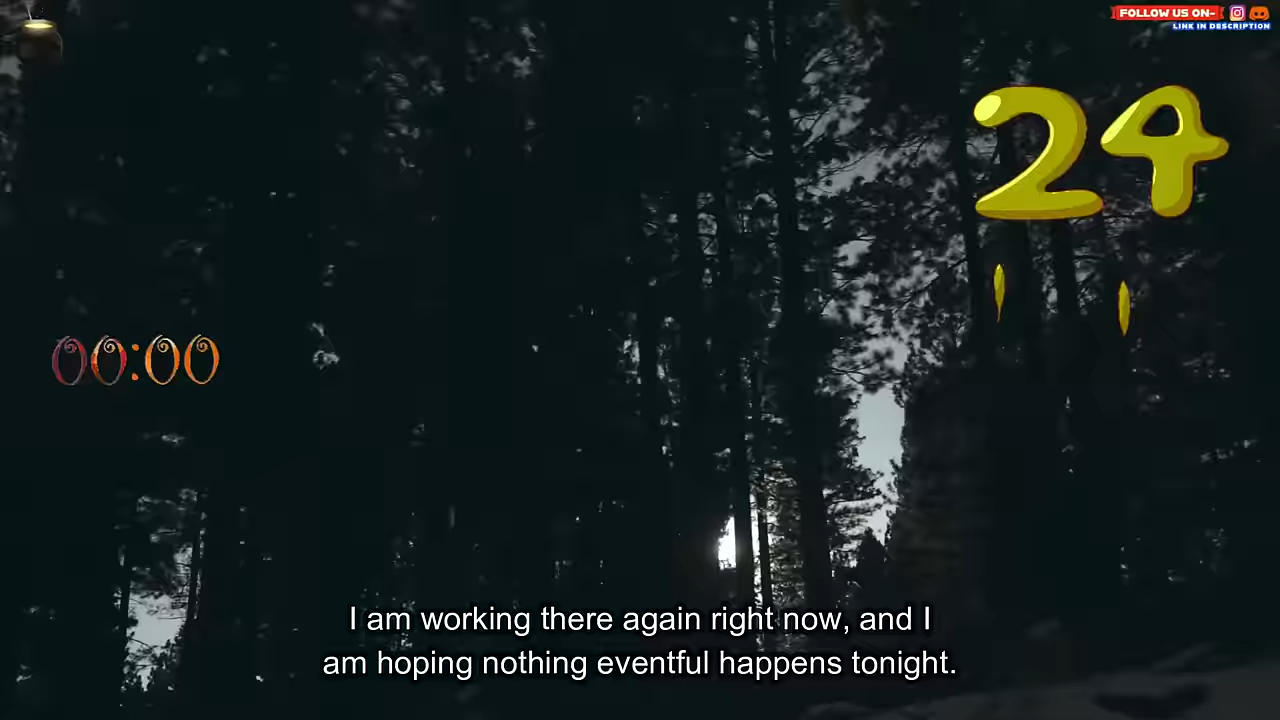 FOLLOW US ON-
LINK IN DESCRIPTION
24
00:00
I am working there again right now, and I
am hoping nothing eventful happens tonight.